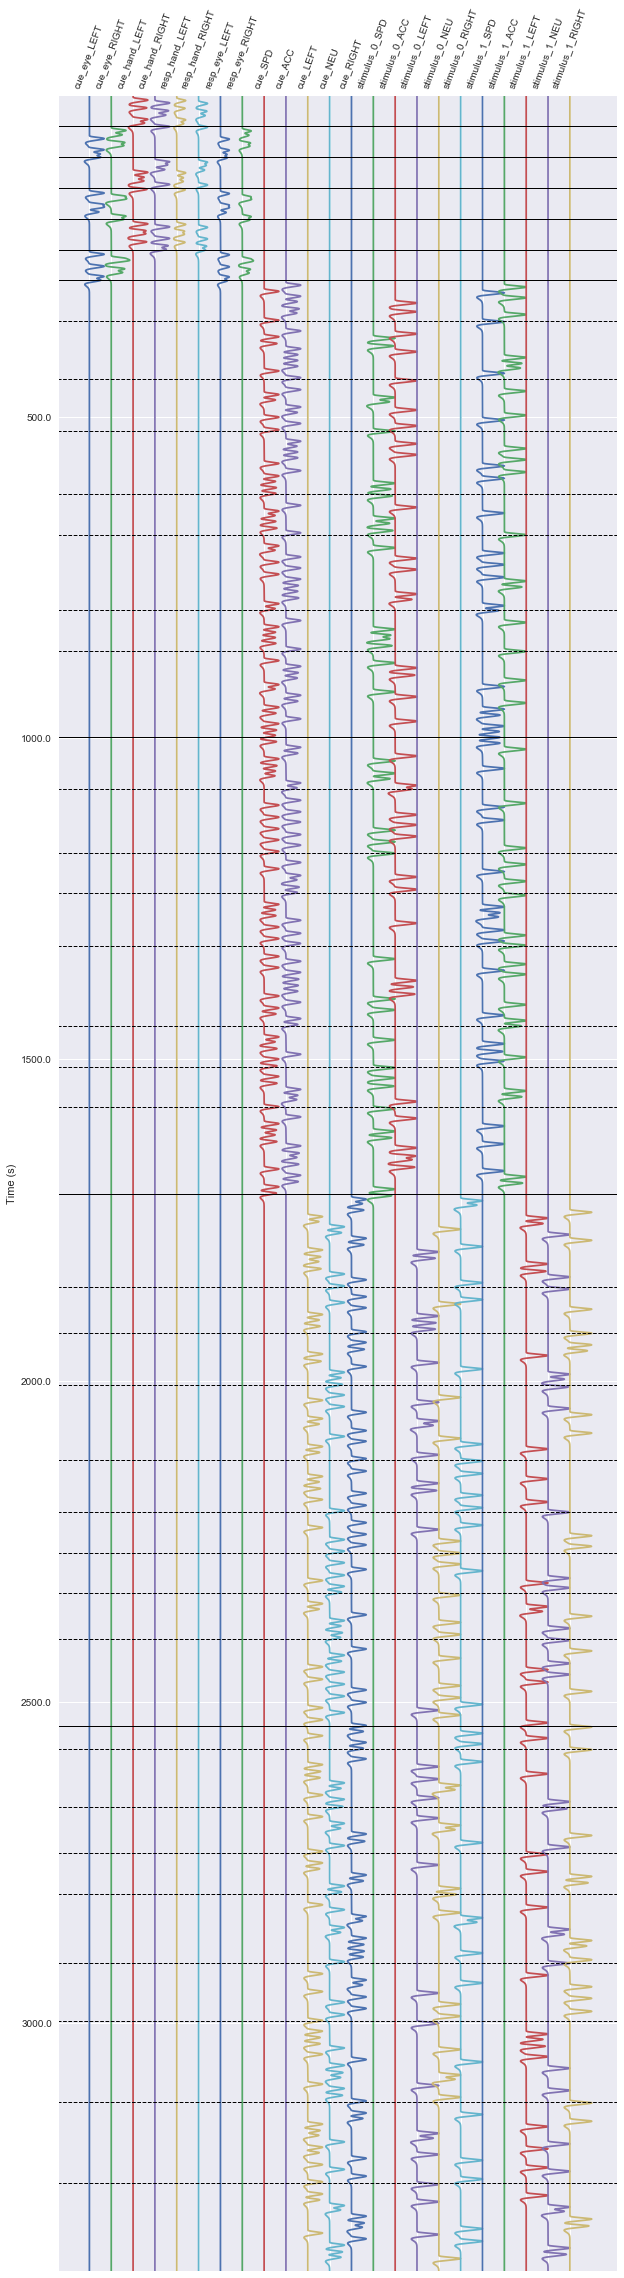 cue_eye_LEFT
cue_eye_RIGHT
cue_hand_LEFT
cue_hand_RIGHT
resp_hand_LEFT
resp_hand_RIGHT
resp_eye_LEFT
resp_eye_RIGHT
cue_SPD
cue_ACC
cue_LEFT
cue_NEU
cue_RIGHT
stimulus_0_SPD
stimulus_0_ACC
stimulus_0_LEFT
stimulus_0_NEU
stimulus_0_RIGHT
stimulus_1_SPD
stimulus_1_ACC
stimulus_1_LEFT
stimulus_1_NEU
stimulus_1_RIGHT
500.0
1000.0
1500.0
Time (s)
2000.0
2500.0
3000.0